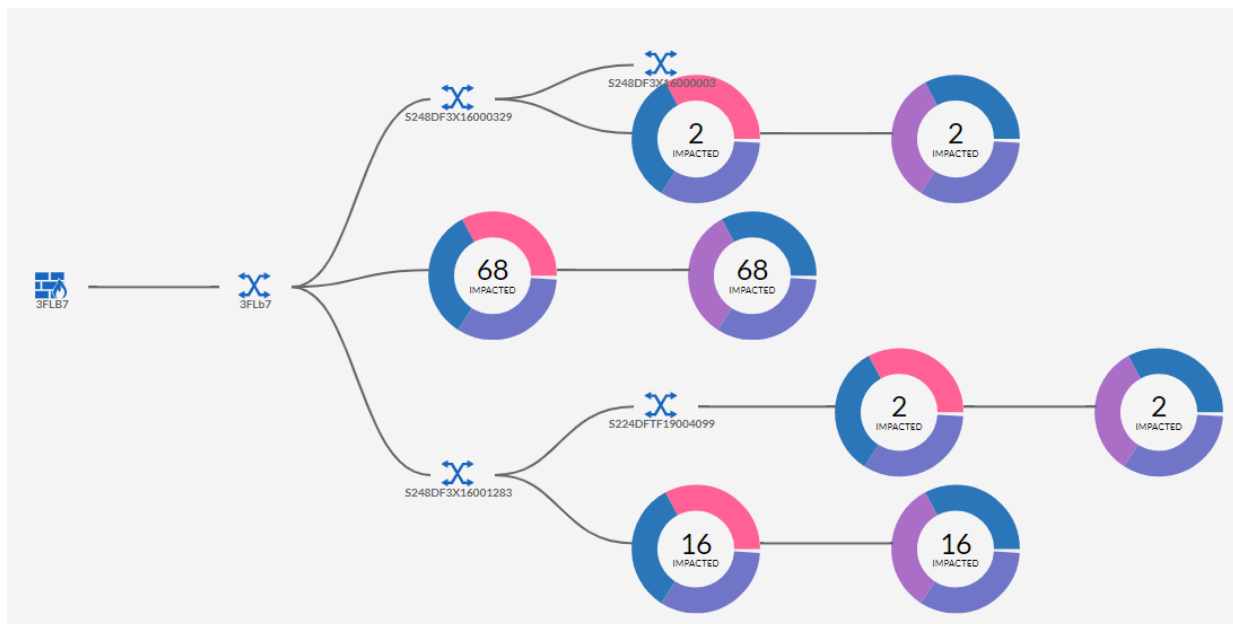 S248DF3X16000003
S248DF3X16000329
2
IMPACTED
2
IMPACTED
68
IMPACTED
68
IMPACTED
3FLB7
3FLb7
2
IMPACTED
2
IMPACTED
S224DFTF19004099
S248DF3X16001283
16
IMPACTED
16
IMPACTED